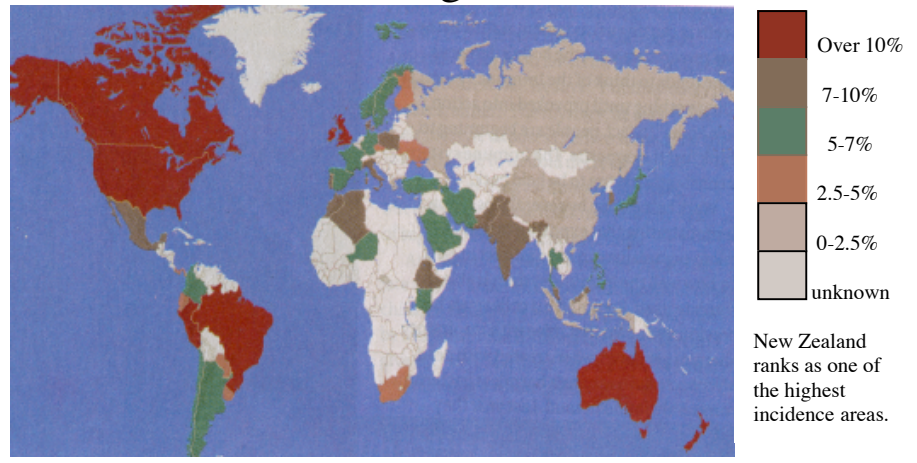 Over 10%
7-10%
5-7%
2.5-5%
0-2.5%
unknown
New Zealand
ranks as one of
the highest
incidence areas.